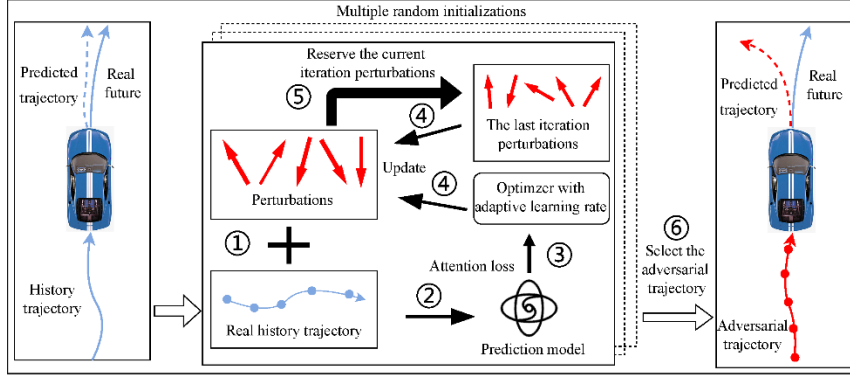 Multiple random initializations
Predicted
trajectory
Real
future
History
trajectory
Reserve the current
iteration perturbations
⑤
④
The last iteration
perturbations
Update
Perturbations
④
Optimzer with
adaptive learning rate
①
③
Attention loss
②
Real history trajectory
Prediction model
⑥
Select the
adversarial
trajectory
Predicted
trajectory
Real
future
Adversarial
trajectory